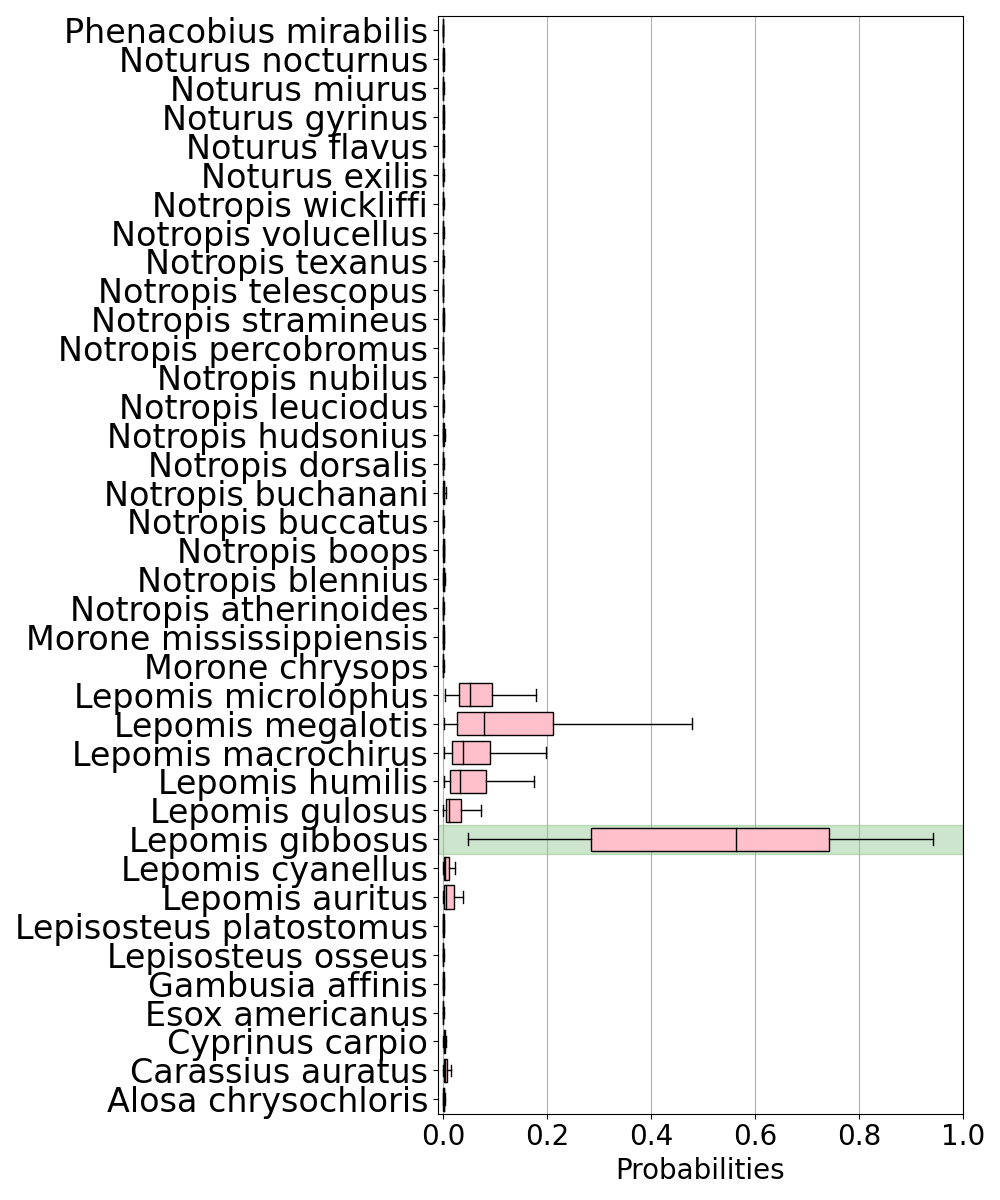 Phenacobius mirabilis
Noturus nocturnus
Noturus miurus
Noturus gyrinus
Noturus flavus
Noturus exilis
Notropis wickliffi
Notropis volucellus
Notropis texanus
Notropis telescopus
Notropis stramineus
Notropis percobromus
Notropis nubilus
Notropis leuciodus
Notropis hudsonius
Notropis dorsalis
Notropis buchanani
Notropis buccatus
Notropis boops
Notropis blennius
Notropis atherinoides
Morone mississippiensis
Morone chrysops
Lepomis microlophus
Lepomis megalotis
Lepomis macrochirus
Lepomis humilis
Lepomis gulosus
Lepomis gibbosus
Lepomis cyanellus
Lepomis auritus
Lepisosteus platostomus
Lepisosteus osseus
Gambusia affinis
Esox americanus
Cyprinus carpio
Carassius auratus
Alosa chrysochloris
0.0 0.2 0.4 0.6 0.8 1.0
Probabilities